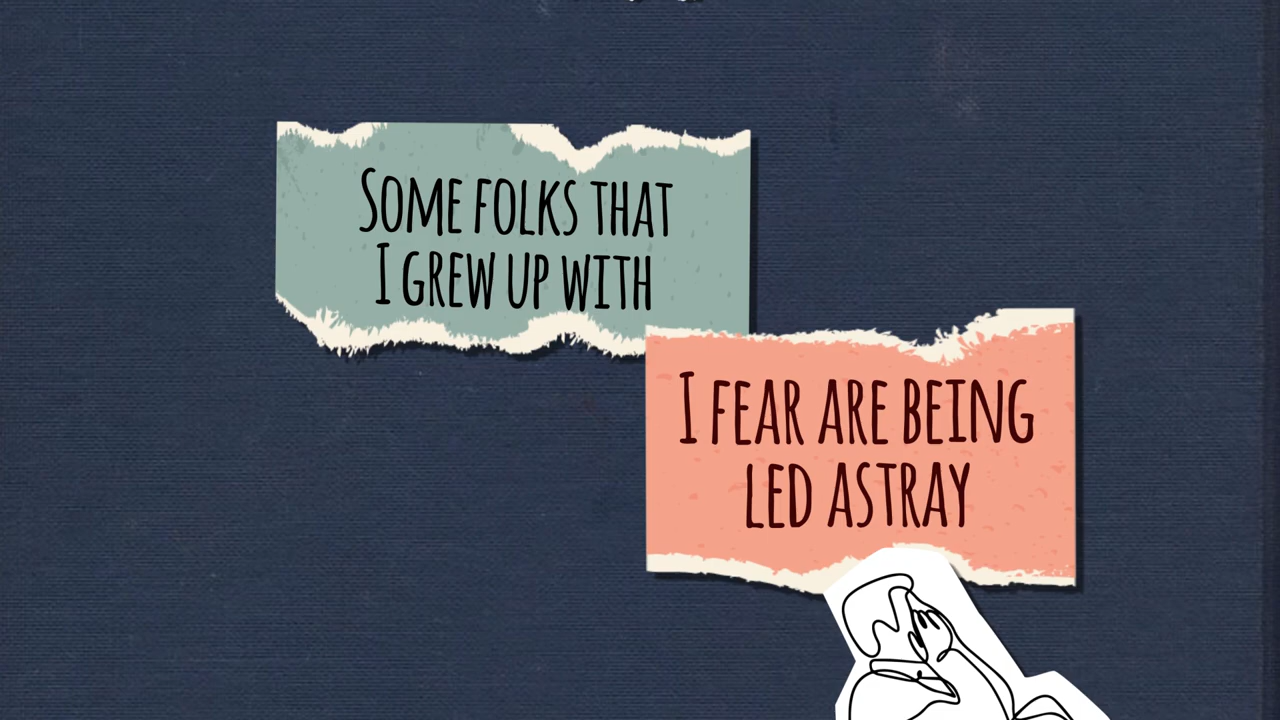 Some folks that
I grew up with
I fear are being
led astray